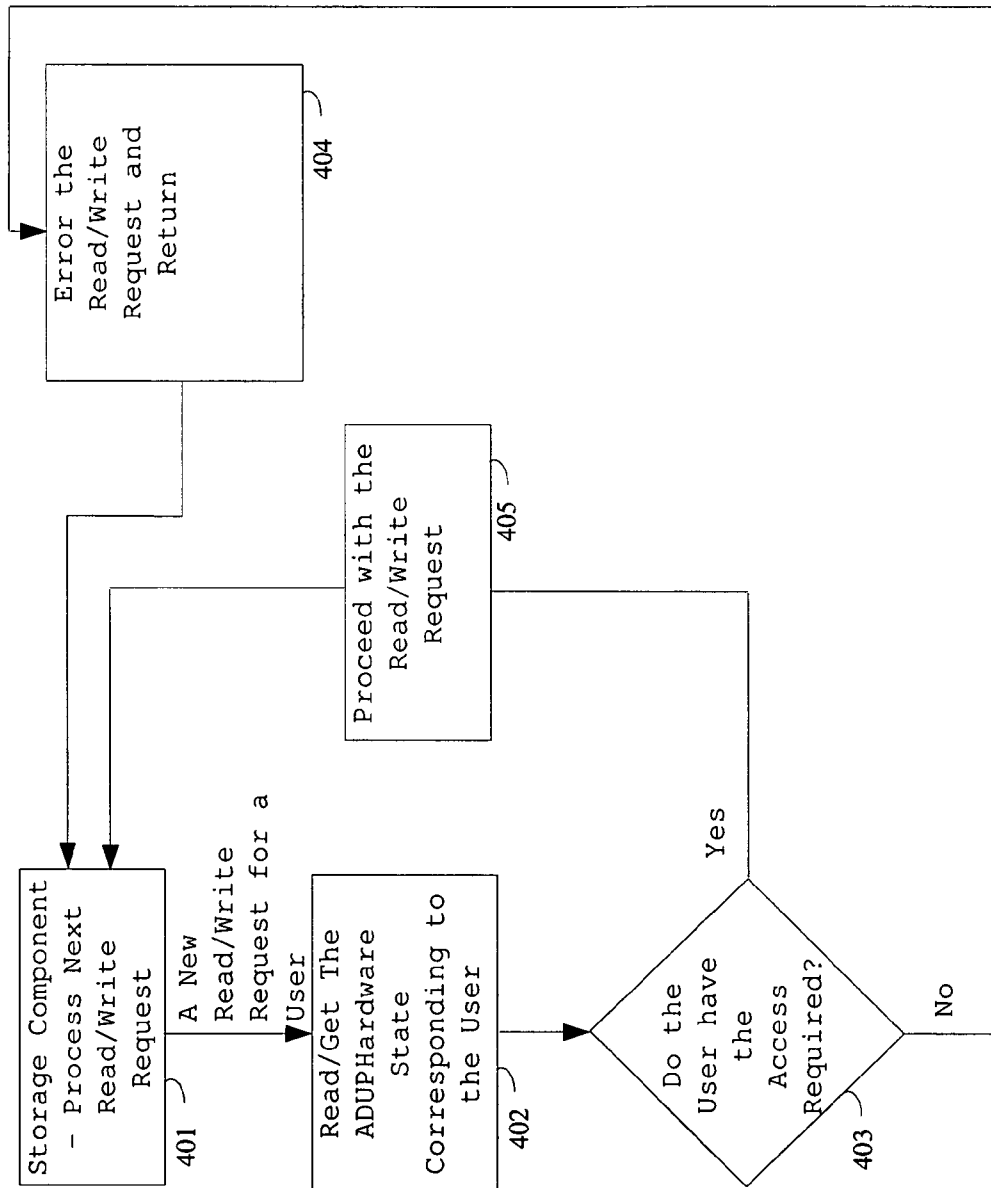 Storage Component
- Process Next
Read/Write
Request
401
A New
Read/Write
Request for a
User
Read/Get The
ADUPHardware
State
Corresponding to
the User
402
Do the
User have
the
Access
Required?
403
Yes
No
Proceed with the
Read/Write
Request
405
Error the
Read/Write
Request and
Return
404